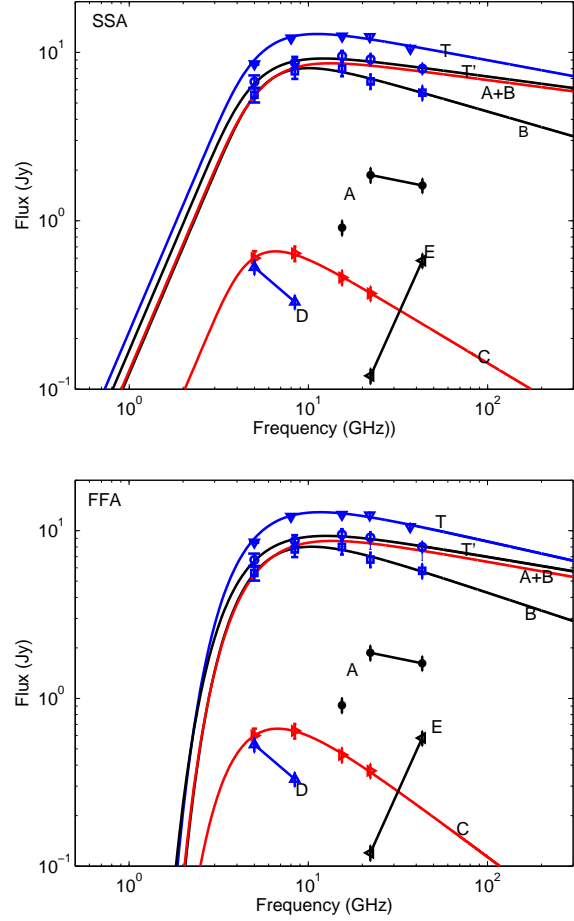 SSA
10^1
T
T'
A+B
B
A
10^0
E
D
C
10^-1
10^0
10^1
10^2
Flux (Jy)
Frequency (GHz))
FFA
10^1
T
T'
A+B
B
A
10^0
E
D
C
10^-1
10^0
10^1
10^2
Flux (Jy)
Frequency (GHz)